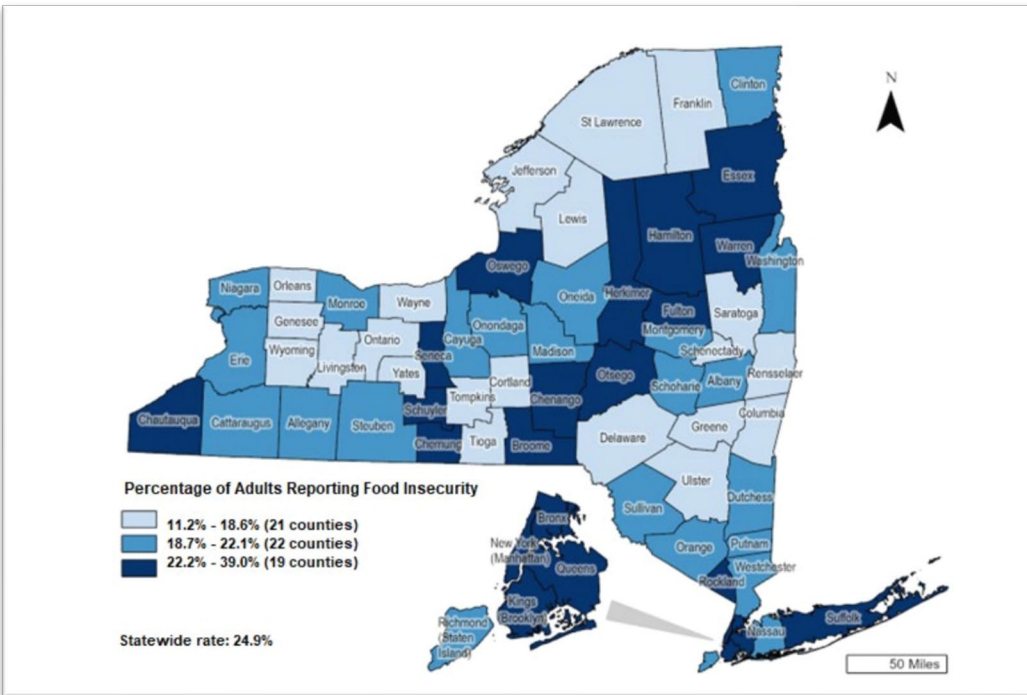 Clinton
N
Franklin
St Lawrence
Jefferson
Essex
Lewis
Hamilton
Warren
Washington
Oswego
Niagara
Orleans
Monroe
Wayne
Oneida
Herkimer
Fulton
Saratoga
Genesee
Onondaga
Montgomery
Ontario
Cayuga
Madison
Schenectady
Wyoming
Seneca
Erie
Livingston
Yates
Otsego
Schoharie
Albany
Rensselaer
Cortland
Tompkins
Chenango
Schuyler
Columbia
Chautauqua
Cattaraugus
Allegany
Steuben
Greene
Delaware
Chemung
Tioga
Broome
Ulster
Percentage of Adults Reporting Food Insecurity
11.2% - 18.6% (21 counties)
18.7% - 22.1% (22 counties)
22.2% - 39.0% (19 counties)
Statewide rate: 24.9%
Sullivan
Dutchess
Orange
Putnam
Westchester
Rockland
Bronx
New York
(Manhattan)
Queens
Kings
(Brooklyn)
Richmond
(Staten
Island)
Nassau
Suffolk
50 Miles